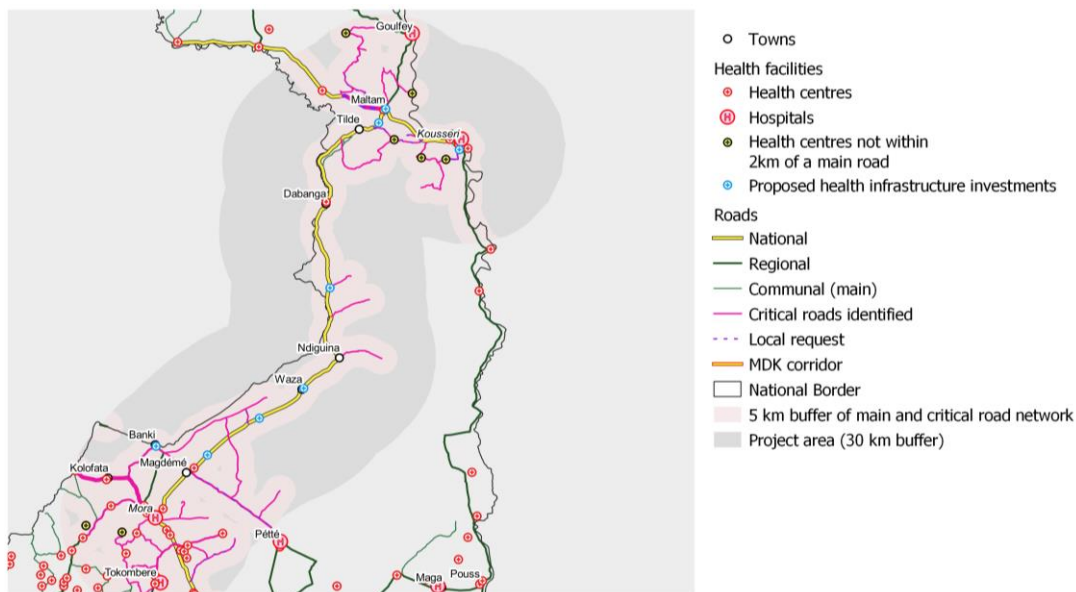 Goulfey
Maltam
Tilde
Kousséri
Dabanga
Ndiguina
Waza
Banki
Magdémé
Kolofata
Mora
Pétté
Tokombere
Maga
Pouss
Towns
Health facilities
Health centres
H Hospitals
Health centres not within
2km of a main road
Proposed health infrastructure investments
Roads
National
Regional
Communal (main)
Critical roads identified
Local request
MDK corridor
National Border
5 km buffer of main and critical road network
Project area (30 km buffer)